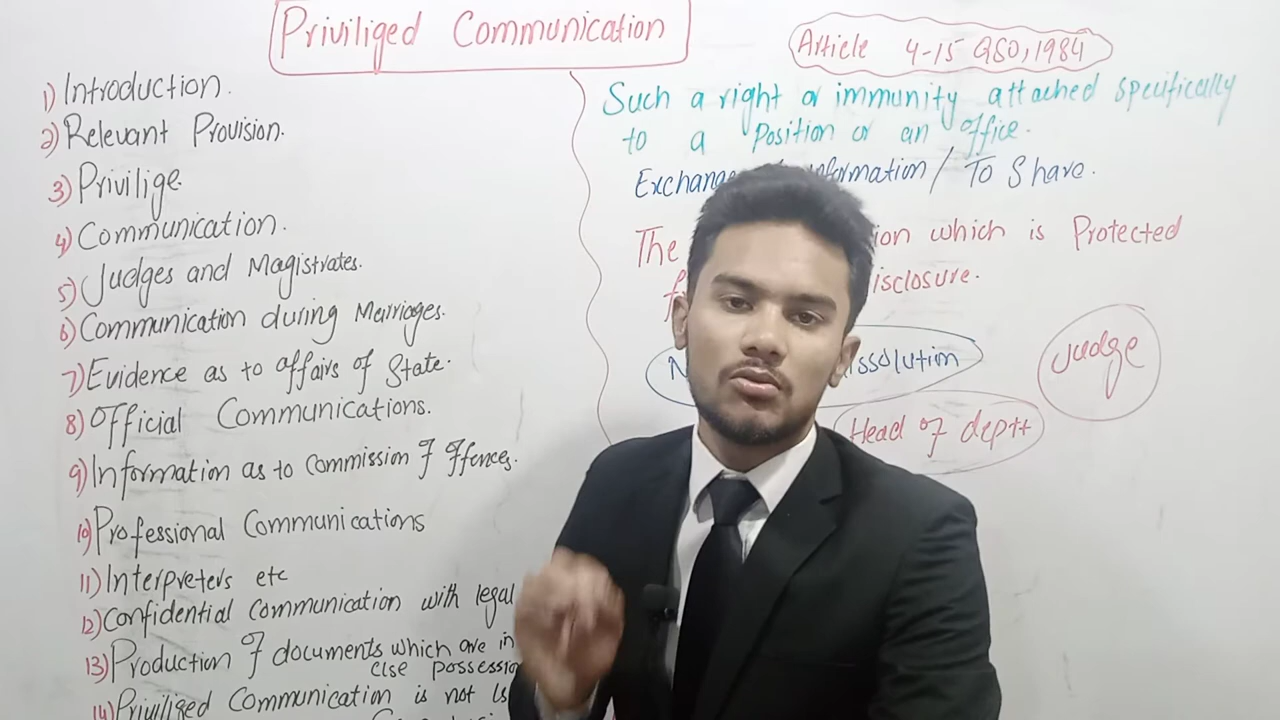 Priviliged Communication
Article 4-15 QSO, 1984
1) Introduction.
2) Relevant Provision.
3) Privilige.
4) Communication.
5) Judges and Magistrates.
6) Communication during Marriages.
7) Evidence as to affairs of State.
8) Official Communications.
9) Information as to Commission of offences.
10) Professional Communications
11) Interpreters etc
12) Confidential Communication with legal
13) Production of documents which are in
else possessio
14) Priviliged Communication is not
Such a right or immunity attached specifically
to a Position or an office.
Exchange information / To Share.
The ion which is Protected
isclosure.
issolution
Judge
Head of deptt